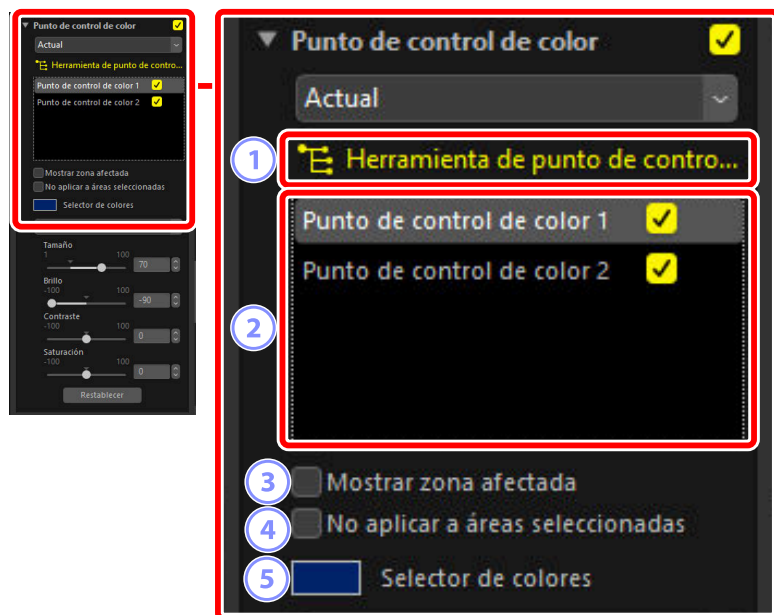 Punto de control de color
Actual
Herramienta de punto de contro...
Punto de control de color 1
Punto de control de color 2
Mostrar zona afectada
No aplicar a áreas seleccionadas
Selector de colores
Tamaño
1 100
70
Brillo
-100 100
-90
Contraste
-100 100
0
Saturación
-100 100
0
Restablecer
Punto de control de color
Actual
1 Herramienta de punto de contro...
Punto de control de color 1
Punto de control de color 2
2
3 Mostrar zona afectada
4 No aplicar a áreas seleccionadas
5 Selector de colores